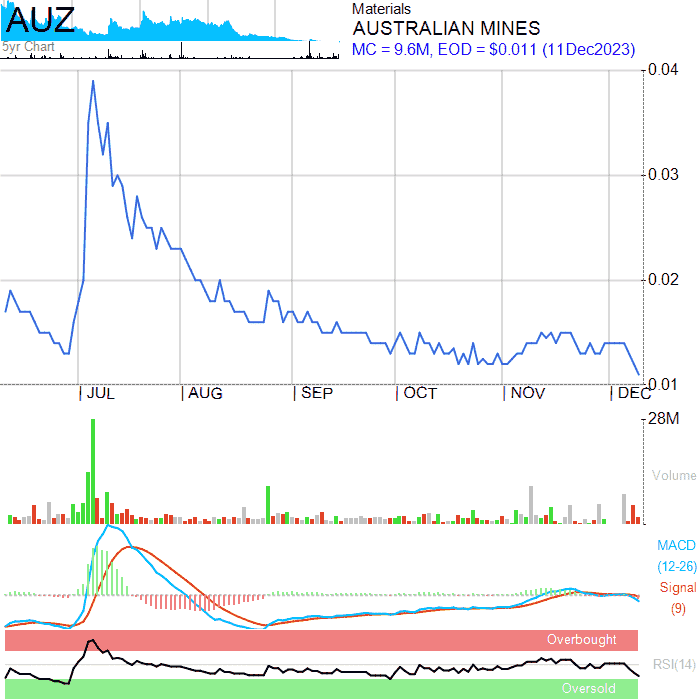 AUZ
5yr Chart
Materials
AUSTRALIAN MINES
MC = 9.6M, EOD = $0.011 (11Dec2023)
0.04
0.03
0.02
0.01
JUL AUG SEP OCT NOV DEC
28M
Volume
MACD
(12-26)
Signal
(9)
Overbought
RSI(14)
Oversold